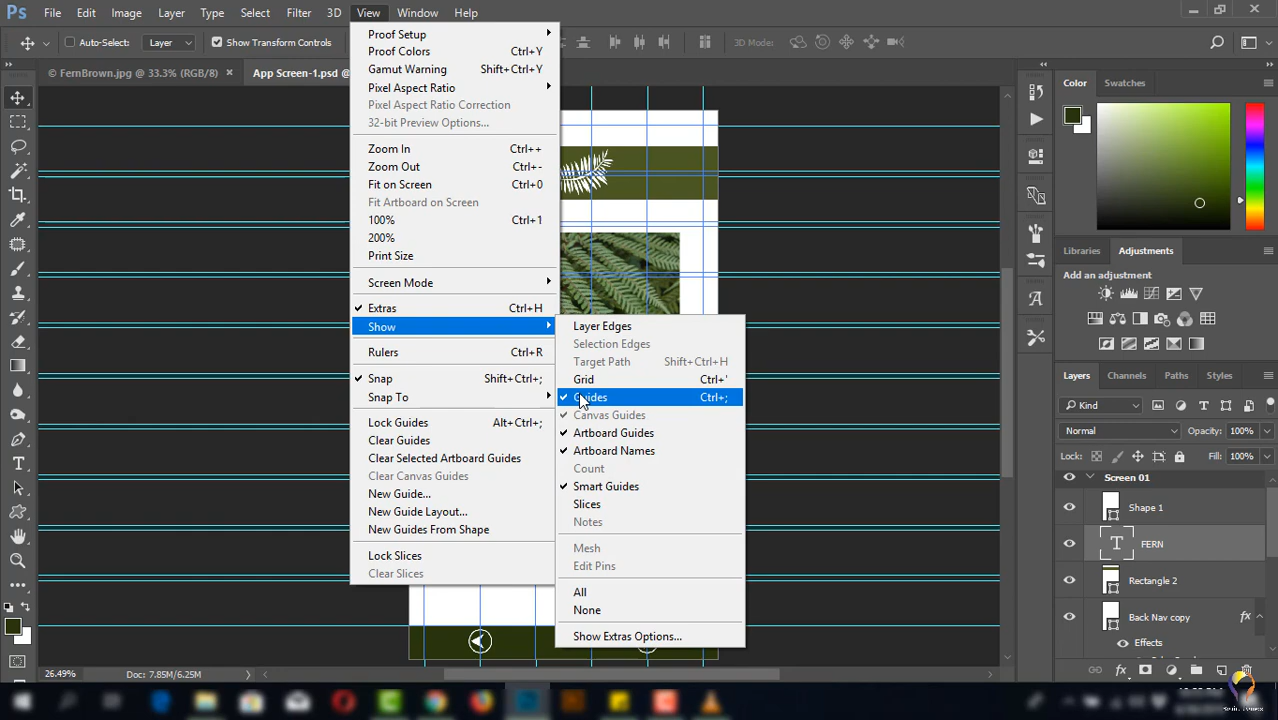 Ps File Edit Image Layer Type Select Filter 3D View Window Help
Auto-Select: Layer Show Transform Controls 3D Mode:
© FernBrown.jpg @ 33.3% (RGB/8) × App Screen-1.psd @
Proof Setup
Proof Colors Ctrl+Y
Gamut Warning Shift+Ctrl+Y
Pixel Aspect Ratio
Pixel Aspect Ratio Correction
32-bit Preview Options...
Zoom In Ctrl++
Zoom Out Ctrl+-
Fit on Screen Ctrl+0
Fit Artboard on Screen
100% Ctrl+1
200%
Print Size
Screen Mode
Extras Ctrl+H
Show
Rulers Ctrl+R
Snap Shift+Ctrl+;
Snap To
Lock Guides Alt+Ctrl+;
Clear Guides
Clear Selected Artboard Guides
Clear Canvas Guides
New Guide...
New Guide Layout...
New Guides From Shape
Lock Slices
Clear Slices
Layer Edges
Selection Edges
Target Path Shift+Ctrl+H
Grid Ctrl+'
Guides Ctrl+;
Canvas Guides
Artboard Guides
Artboard Names
Count
Smart Guides
Slices
Notes
Mesh
Edit Pins
All
None
Show Extras Options...
Color Swatches
Libraries Adjustments
Add an adjustment
Layers Channels Paths Styles
Kind
Normal Opacity: 100%
Lock: Fill: 100%
Screen 01
Shape 1
T FERN
Rectangle 2
Back Nav copy fx
Effects
26.49% Doc: 7.85M/6.25M